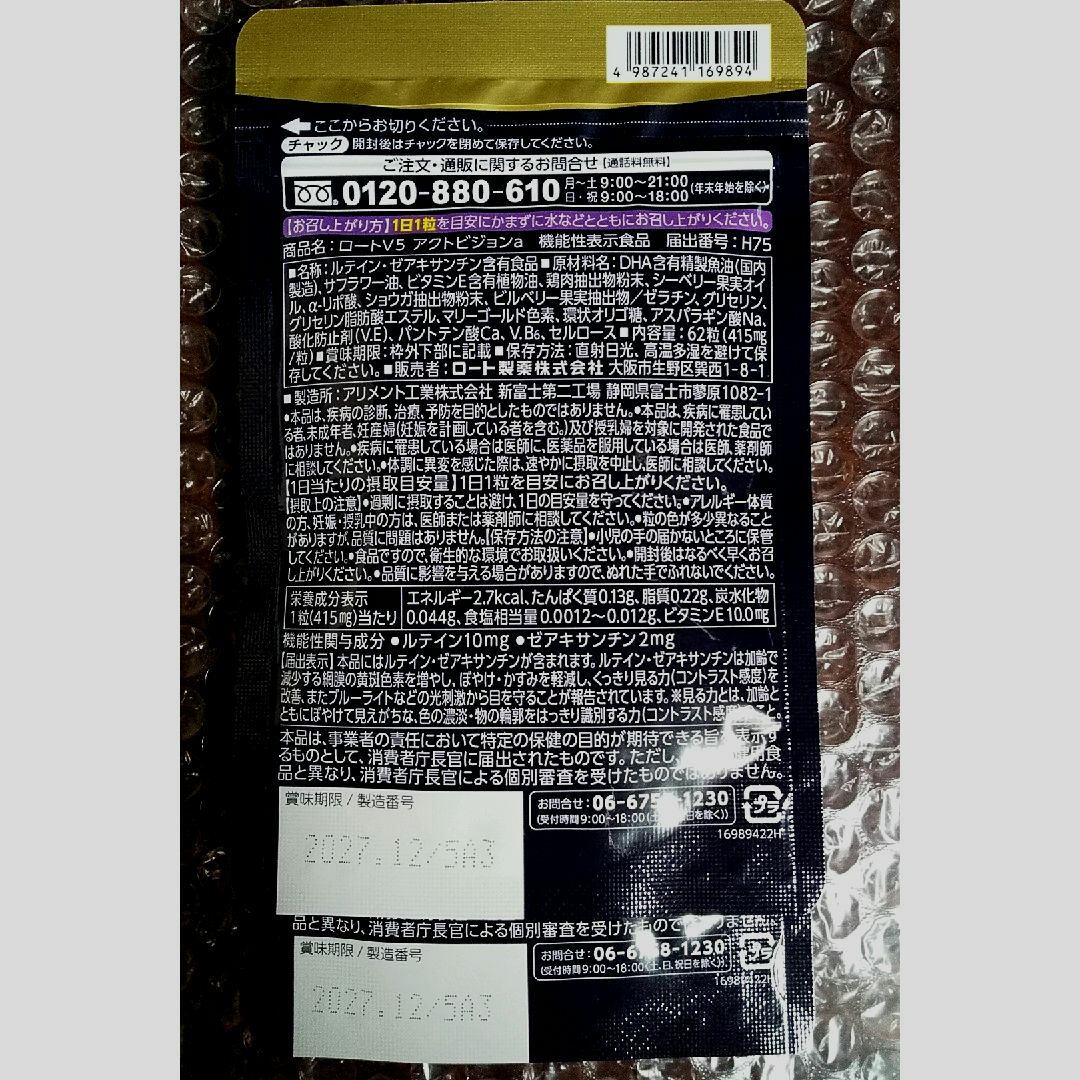 4 987241 169894
ここからお切りください。
チャック 開封後はチャックを閉めて保存してください。
ご注文・通販に関するお問合せ [通話料無料]
0120-880-610 月～土 9:00～21:00 日・祝 9:00～18:00 (年末年始を除く)
【お召し上がり方】1日1粒を目安にかまずに水などとともにお召し上がりください。
商品名：ロートV5 アクトビジョンa 機能性表示食品 届出番号：H75
■名称：ルテイン・ゼアキサンチン含有食品■原材料名：DHA含有精製魚油(国内
製造)、サフラワー油、ビタミンE含有植物油、鶏肉抽出物粉末、シーベリー果実オイ
ル、α-リポ酸、ショウガ抽出物粉末、ビルベリー果実抽出物／ゼラチン、グリセリン、
グリセリン脂肪酸エステル、マリーゴールド色素、環状オリゴ糖、アスパラギン酸Na、
酸化防止剤(V.E)、パントテン酸Ca、V.B₆、セルロース■内容量：62粒(415mg
/粒)■賞味期限：枠外下部に記載■保存方法：直射日光、高温多湿を避けて保
存してください。■販売者：ロート製薬株式会社 大阪市生野区巽西1-8-1
■製造所：アリメント工業株式会社 新富士第二工場 静岡県富士市蓼原1082-1
●本品は、疾病の診断、治療、予防を目的としたものではありません。●本品は、疾病に罹患してい
る者、未成年者、妊産婦(妊娠を計画している者を含む。)及び授乳婦を対象に開発された食品で
はありません。●疾病に罹患している場合は医師に、医薬品を服用している場合は医師、薬剤師
に相談してください。●体調に異変を感じた際は、速やかに摂取を中止し、医師に相談してください。
【1日当たりの摂取目安量】1日1粒を目安にお召し上がりください。
【摂取上の注意】●過剰に摂取することは避け、1日の目安量を守ってください。●アレルギー体質
の方、妊娠・授乳中の方は、医師または薬剤師に相談してください。●粒の色が多少異なること
がありますが、品質に問題はありません。【保存方法の注意】●小児の手の届かないところに保管
してください。●食品ですので、衛生的な環境でお取扱いください。●開封後はなるべく早くお召
し上がりください。●品質に影響を与える場合がありますので、ぬれた手でふれないでください。
栄養成分表示 エネルギー2.7kcal、たんぱく質0.13g、脂質0.22g、炭水化物
1粒(415mg)当たり 0.044g、食塩相当量0.0012～0.012g、ビタミンE 10.0mg
機能性関与成分 ●ルテイン10mg ●ゼアキサンチン2mg
【届出表示】本品にはルテイン・ゼアキサンチンが含まれます。ルテイン・ゼアキサンチンは加齢で
減少する網膜の黄斑色素を増やし、ぼやけ・かすみを軽減し、くっきり見る力(コントラスト感度)を
改善、またブルーライトなどの光刺激から目を守ることが報告されています。※見る力とは、加齢と
ともにぼやけて見えがちな、色の濃淡・物の輪郭をはっきり識別する力(コントラスト感度)のこと。
本品は、事業者の責任において特定の保健の目的が期待できる旨を表示す
るものとして、消費者庁長官に届出されたものです。ただし、用食
品と異なり、消費者庁長官による個別審査を受けたものではありません。
賞味期限 / 製造番号
2027.12/5A3
お問合せ：06-675 1230
(受付時間9:00～18:00(土 日を除く))
プラ
16989422H
品と異なり、消費者庁長官による個別審査を受けたもので ありません。
賞味期限 / 製造番号
2027.12/5A3
お問合せ：06-6 8-1230
(受付時間9:00～18:00(土、日、祝日を除く))
プラ
16989422H